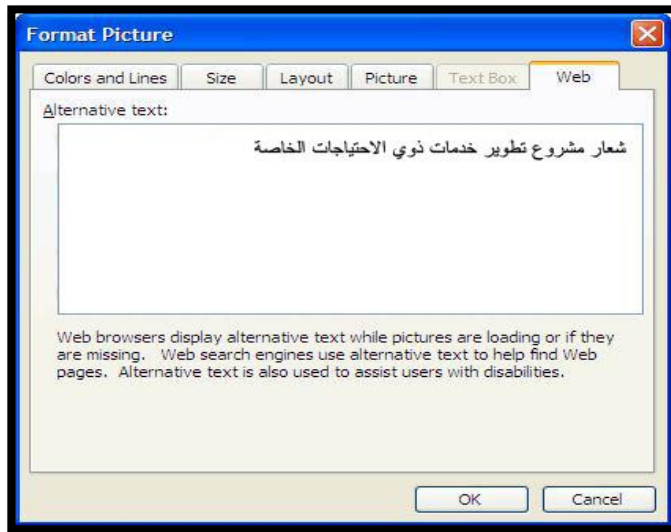 Format Picture
Colors and Lines Size Layout Picture Text Box Web
Alternative text:
شعار مشروع تطوير خدمات ذوي الاحتياجات الخاصة
Web browsers display alternative text while pictures are loading or if they
are missing. Web search engines use alternative text to help find Web
pages. Alternative text is also used to assist users with disabilities.
OK Cancel